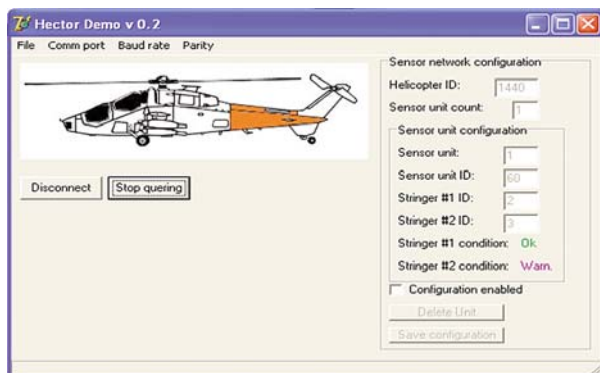 Hector Demo v 0.2
File Comm port Baud rate Parity
Disconnect Stop quering
Sensor network configuration
Helicopter ID: 1440
Sensor unit count: 1
Sensor unit configuration
Sensor unit: 1
Sensor unit ID: 60
Stringer #1 ID: 2
Stringer #2 ID: 3
Stringer #1 condition: Ok
Stringer #2 condition: Warn.
Configuration enabled
Delete Unit
Save configuration